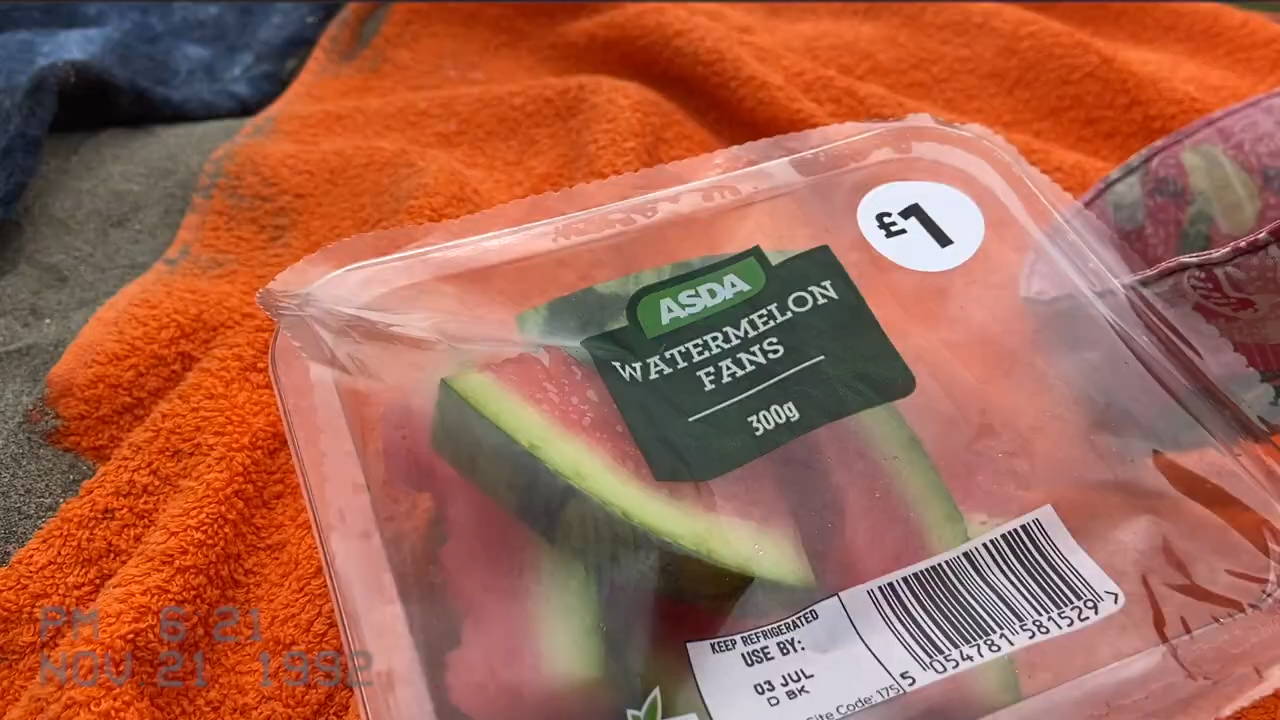 £1
ASDA
WATERMELON
FANS
300g
KEEP REFRIGERATED
USE BY:
03 JUL
D BK
Site Code: 175
5 054781 581529 >
PM 6:21
NOV.21 1992